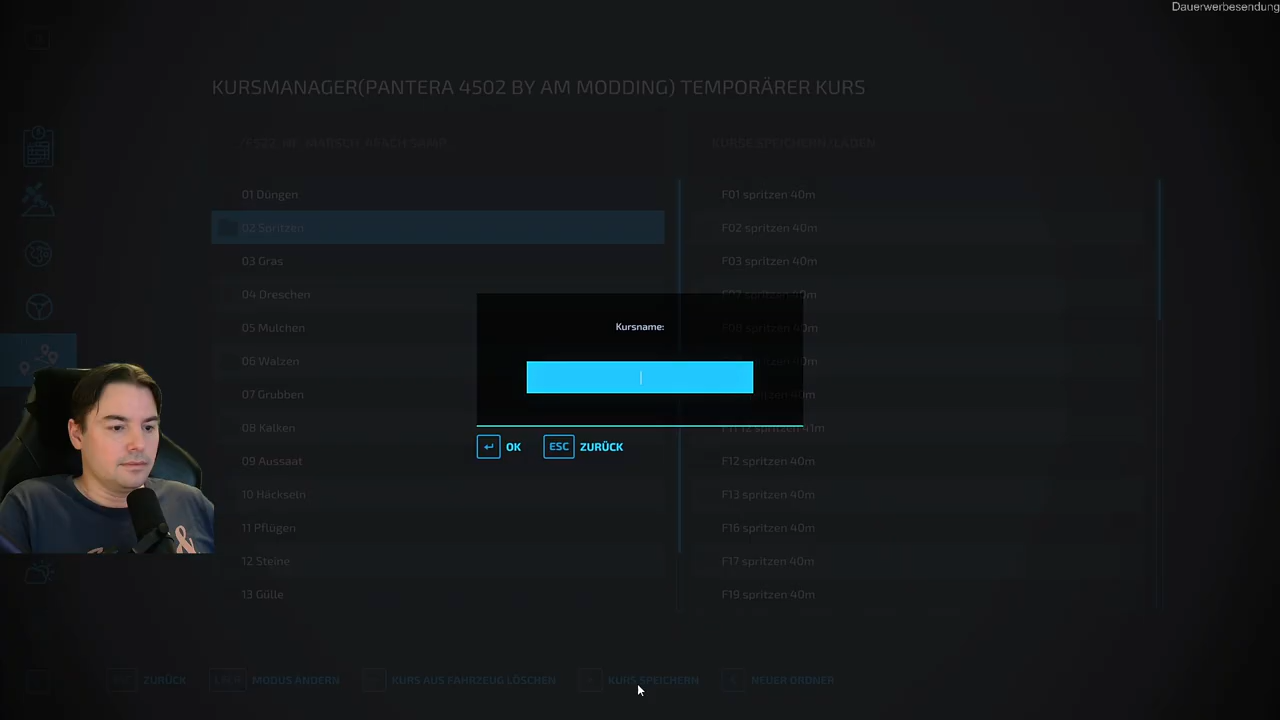 Dauerwerbesendung
KURSMANAGER(PANTERA 4502 BY AM MODDING) TEMPORÄRER KURS
KURSE SPEICHERN/LADEN
01 Düngen
02 Spritzen
03 Gras
04 Dreschen
05 Mulchen
06 Walzen
07 Grubben
08 Kalken
09 Aussaat
10 Häckseln
11 Pflügen
12 Steine
13 Gülle
F01 spritzen 40m
F02 spritzen 40m
F03 spritzen 40m
F12 spritzen 40m
F13 spritzen 40m
F16 spritzen 40m
F17 spritzen 40m
F19 spritzen 40m
Kursname:
OK
ESC ZURÜCK
ZURÜCK
MODUS ÄNDERN
KURS AUS FAHRZEUG LÖSCHEN
KURS SPEICHERN
NEUER ORDNER